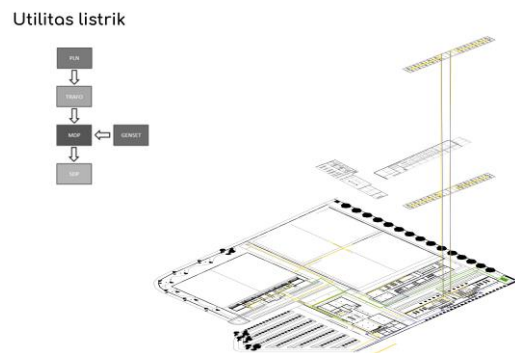 Utilitas listrik
PLN
TRAFO
MDP
GENSET
SDP